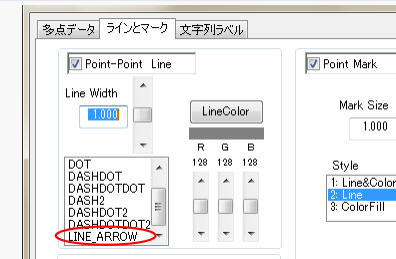 多点データ ラインとマーク 文字列ラベル
Point-Point Line
Line Width
1.000
LineColor
R G B
128 128 128
DOT
DASHDOT
DASHDOTDOT
DASH2
DASHDOT2
DASHDOTDOT2
LINE_ARROW
Point Mark
Mark Size
1.000
Style
1: Line&Color
2: Line
3: ColorFill